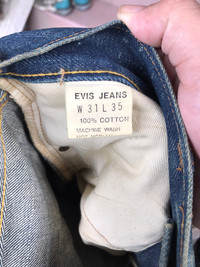 EVIS JEANS
W 31 L 35
100% COTTON
MACHINE WASH